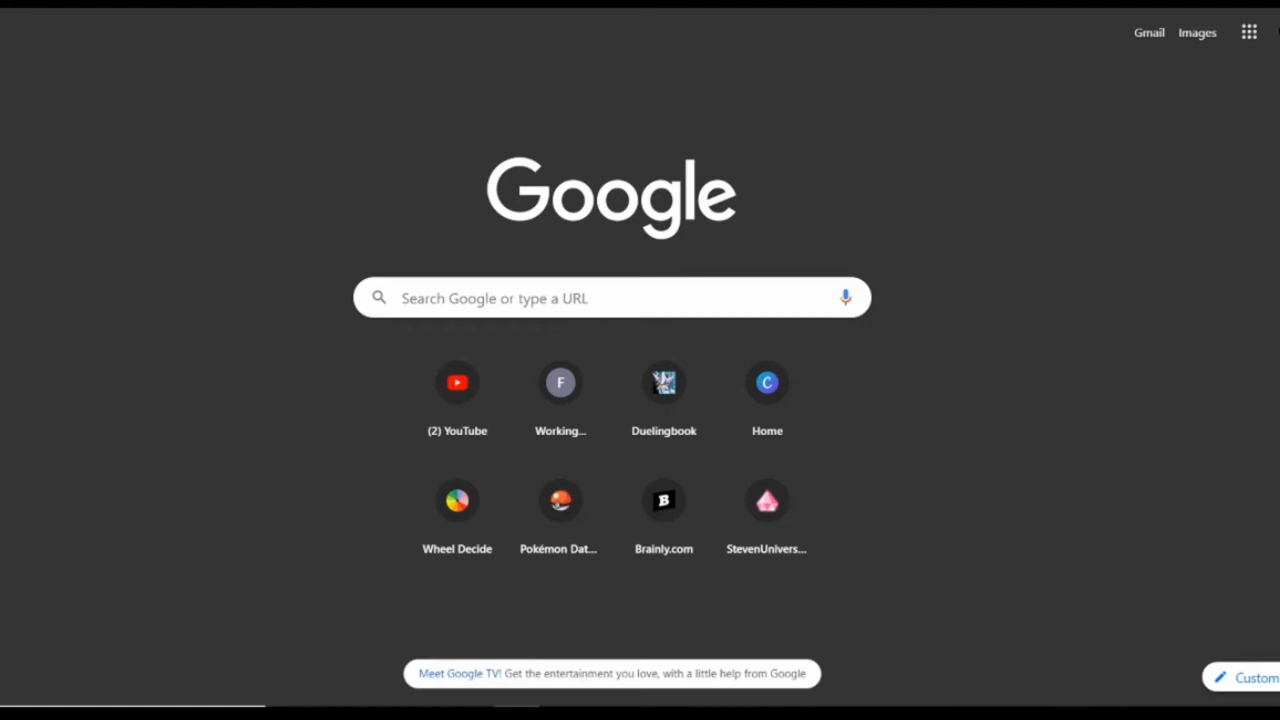 Gmail Images
Google
Search Google or type a URL
F
C
(2) YouTube Working... Duelingbook Home
B
Wheel Decide Pokémon Dat... Brainly.com StevenUnivers...
Meet Google TV! Get the entertainment you love, with a little help from Google
Custom